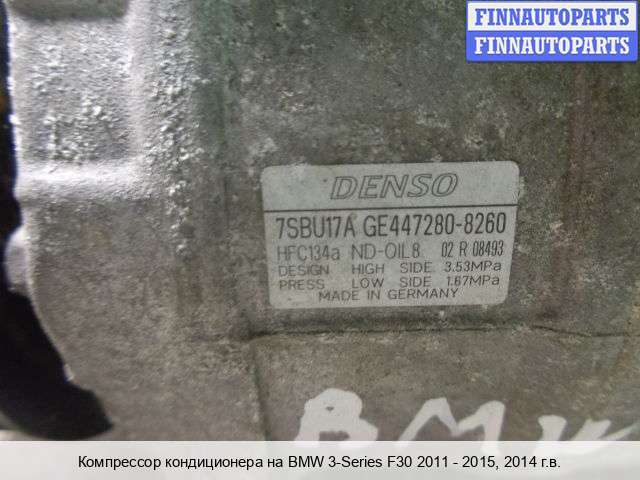 FINNAUTOPARTS
FINNAUTOPARTS
DENSO
7SBU17A GE447280-8260
HFC134a ND-OIL8 02 R 08493
DESIGN HIGH SIDE 3.53MPa
PRESS LOW SIDE 1.67MPa
MADE IN GERMANY
BMW
Компрессор кондиционера на BMW 3-Series F30 2011 - 2015, 2014 г.в.